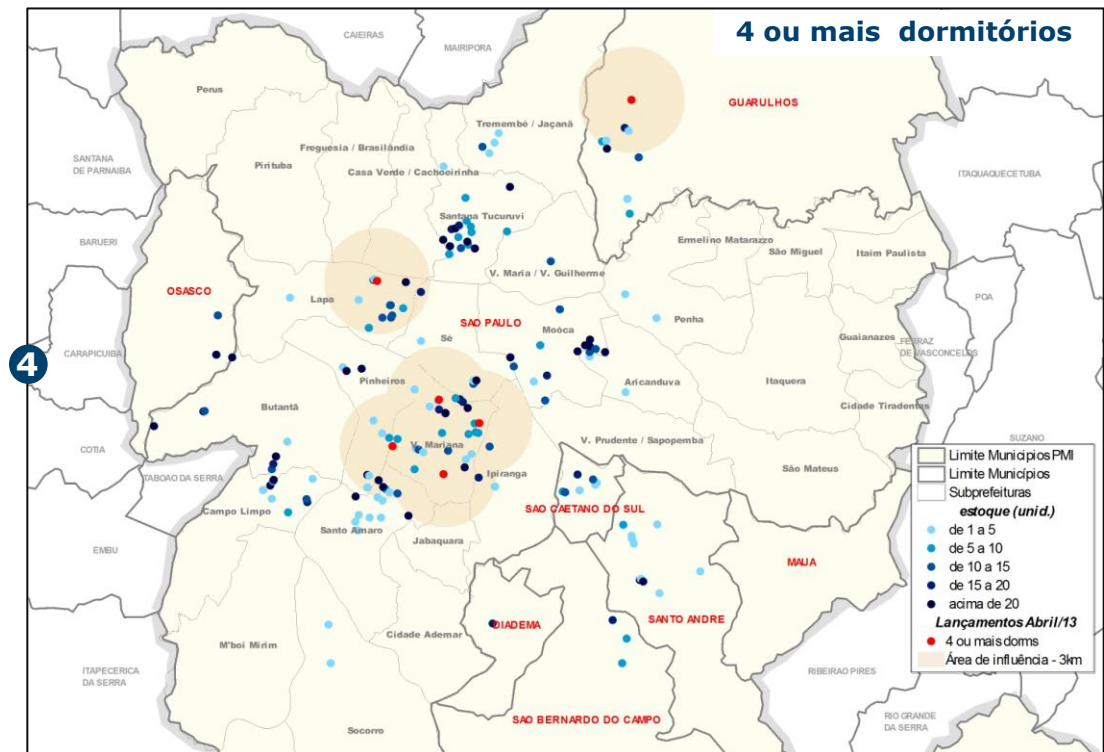 4 ou mais dormitórios
CAIEIRAS
MAIRIPORA
Perus
GUARULHOS
Tremembé / Jaçanã
Freguesia / Brasilândia
SANTANA
DE PARNAIBA
Pirituba
Casa Verde / Cachoeirinha
ITAQUAQUECETUBA
Santana Tucuruvi
BARUERI
Ermelino Matarazzo
São Miguel
Itaim Paulista
V. Maria / V. Guilherme
OSASCO
Lapa
POA
SAO PAULO
Moóca
Penha
Sé
Guaianazes
FERRAZ
DE VASCONCELOS
CARAPICUIBA
4
Pinheiros
Aricanduva
Itaquera
Butantã
Cidade Tiradentes
COTIA
V. Mariana
V. Prudente / Sapopemba
SUZANO
TABOAO DA SERRA
Ipiranga
São Mateus
Campo Limpo
SAO CAETANO DO SUL
Santo Amaro
Jabaquara
EMBU
MAUA
SANTO ANDRE
DIADEMA
Cidade Ademar
M'boi Mirim
ITAPECERICA
DA SERRA
RIBEIRAO PIRES
SAO BERNARDO DO CAMPO
Socorro
RIO GRANDE
DA SERRA
Limite Municipios PMI
Limite Municípios
Subprefeituras
estoque (unid.)
de 1 a 5
de 5 a 10
de 10 a 15
de 15 a 20
acima de 20
Lançamentos Abril/13
4 ou mais dorms
Área de influência - 3km